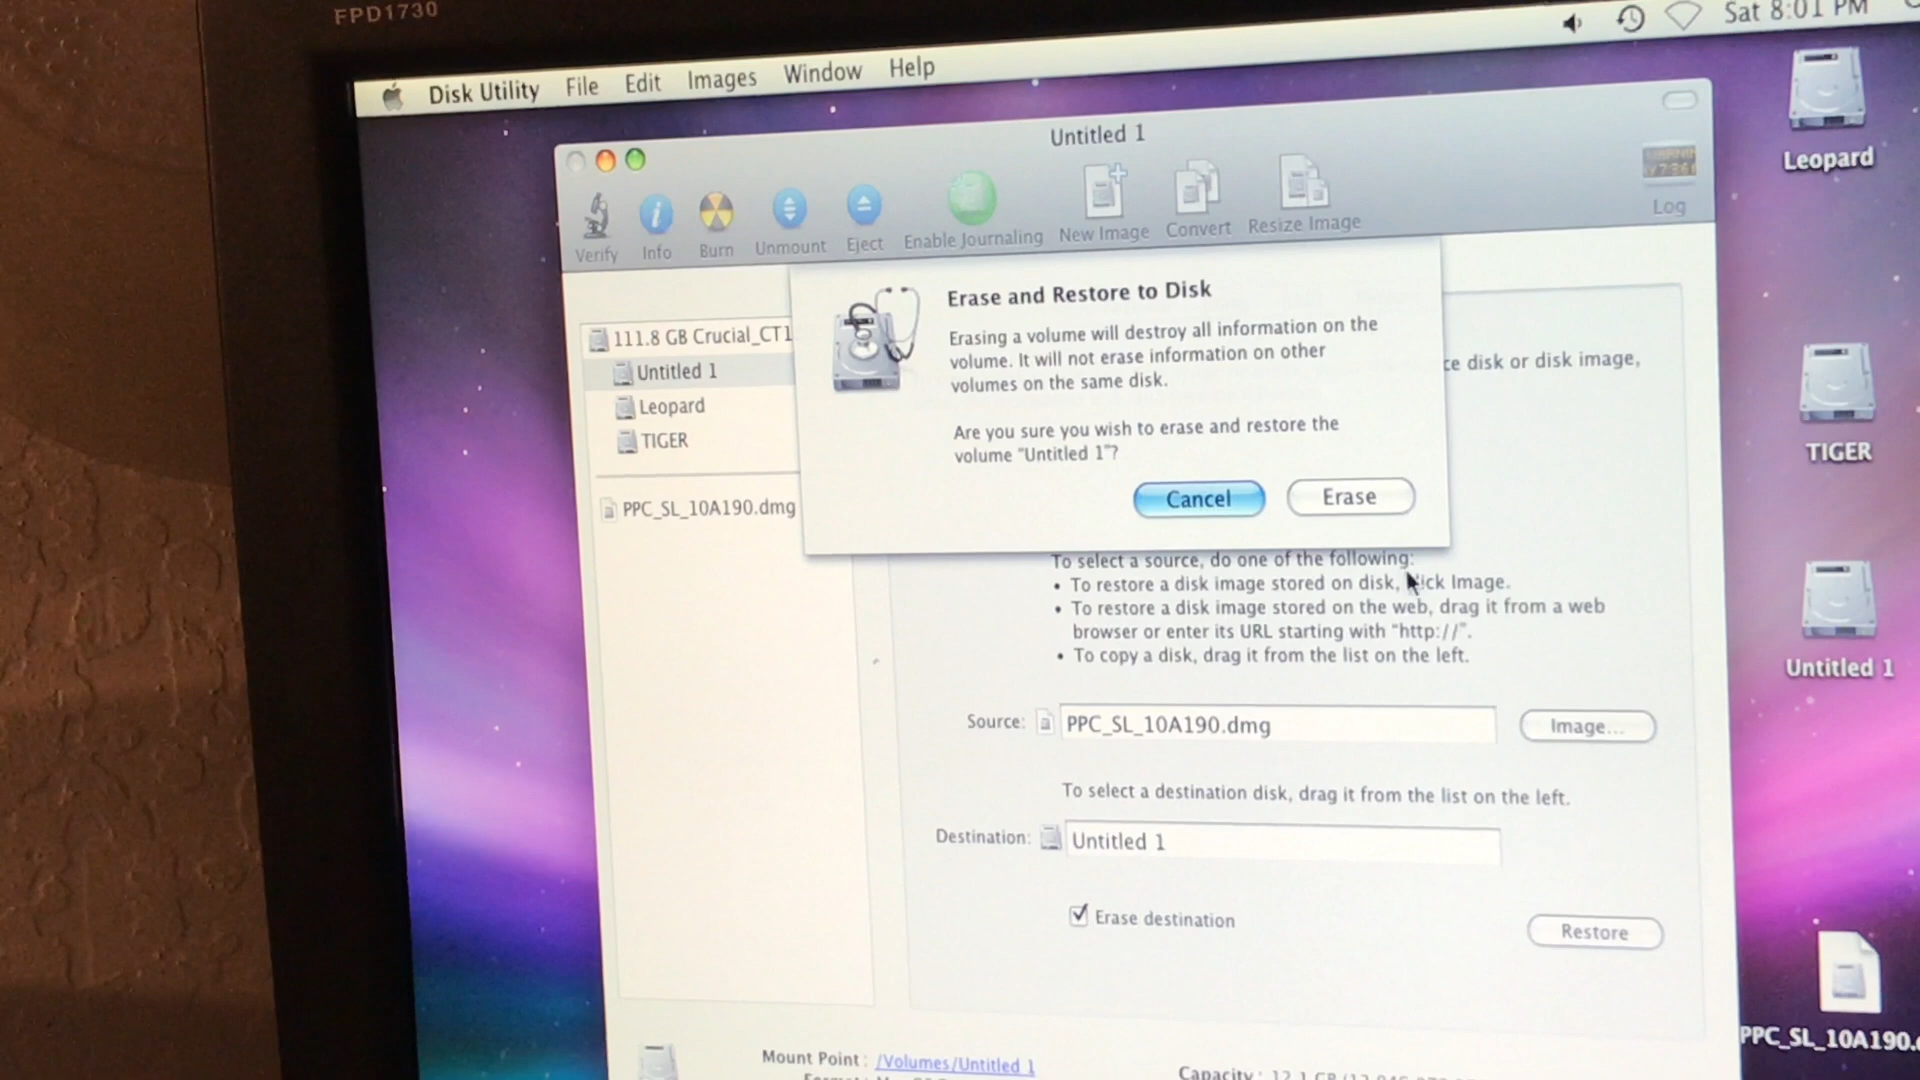 FPD1730
Sat 8:01 PM
Disk Utility File Edit Images Window Help
Untitled 1
Verify Info Burn Unmount Eject Enable Journaling New Image Convert Resize Image Log
Erase and Restore to Disk
Erasing a volume will destroy all information on the
volume. It will not erase information on other
volumes on the same disk.
Are you sure you wish to erase and restore the
volume “Untitled 1”?
Cancel Erase
111.8 GB Crucial_CT1
Untitled 1
Leopard
TIGER
PPC_SL_10A190.dmg
disk or disk image,
To select a source, do one of the following:
• To restore a disk image stored on disk, click Image.
• To restore a disk image stored on the web, drag it from a web
browser or enter its URL starting with “http://”.
• To copy a disk, drag it from the list on the left.
Source: PPC_SL_10A190.dmg Image...
To select a destination disk, drag it from the list on the left.
Destination: Untitled 1
Erase destination
Restore
Mount Point : /Volumes/Untitled 1
Capacity : 12.1 GB
Leopard
TIGER
Untitled 1
PPC_SL_10A190.